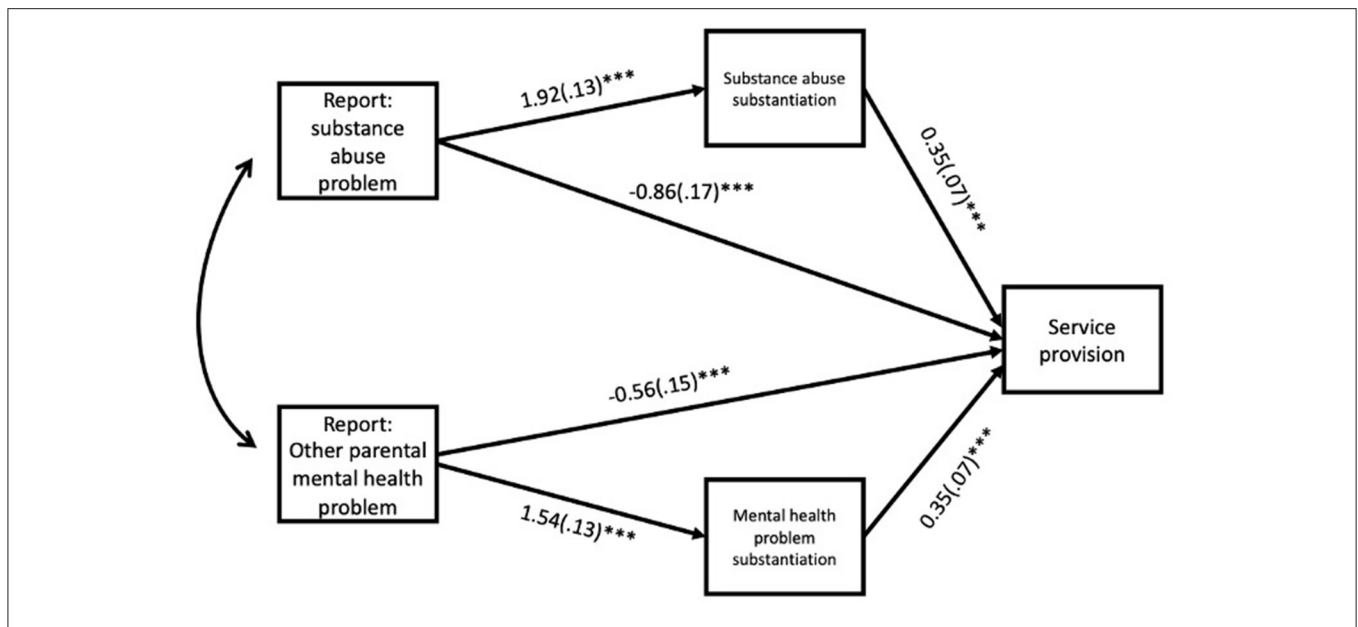 Report:
substance
abuse
problem
1.92(.13)***
Substance abuse
substantiation
0.35(.07)***
-0.86(.17)***
Service
provision
-0.56(.15)***
Report:
Other parental
mental health
problem
1.54(.13)***
Mental health
problem
substantiation
0.35(.07)***